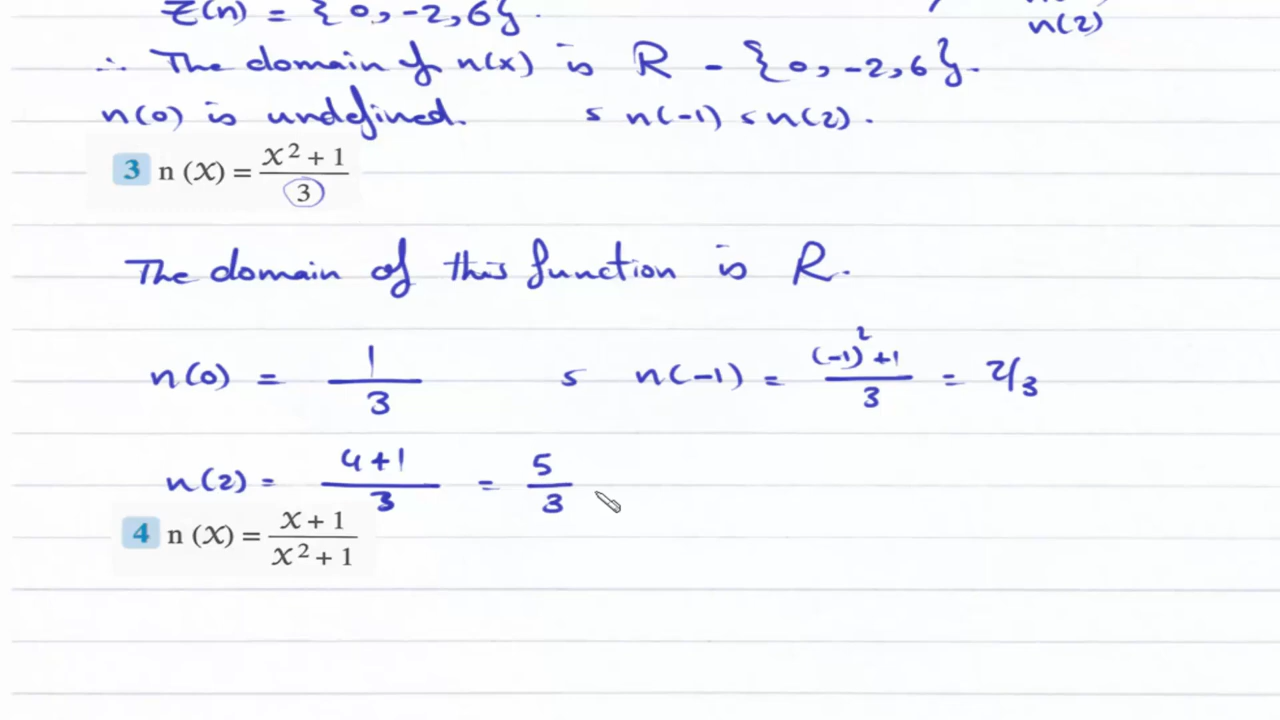 Z(n) = {0, -2, 6}.
n(2)
∴ The domain of n(x) is R - {0, -2, 6}.
n(0) is undefined. , n(-1) , n(2).
3 n (X) = X² + 1 / 3
The domain of this function is R.
n(0) = 1/3 , n(-1) = (-1)² + 1 / 3 = 2/3
n(2) = 4+1 / 3 = 5/3
4 n (X) = X + 1 / X² + 1